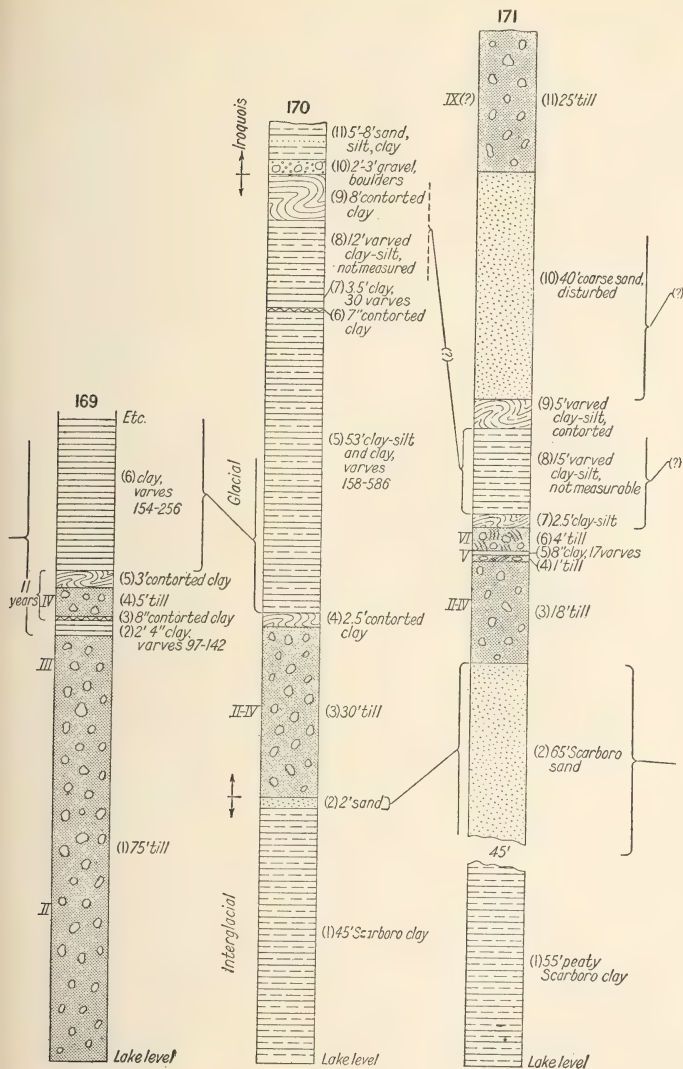 169
Etc.
(6) clay,
varves
154-256
11
years
(5) 3' contorted clay
IV
(4) 5' till
(3) 8" contorted clay
(2) 2' 4" clay,
varves 97-142
III
(1) 75' till
II
Lake level
170
Iroquois
(11) 5'-8' sand,
silt, clay
(10) 2'-3' gravel,
boulders
(9) 8' contorted
clay
(8) 12' varved
clay-silt,
not measured
(7) 3.5' clay,
30 varves
(6) 7" contorted
clay
(?)
(5) 53' clay-silt
and clay,
varves
158-586
Glacial
(4) 2.5' contorted
clay
II-IV
(3) 30' till
(2) 2' sand
Interglacial
(1) 45' Scarboro clay
Lake level
171
IX(?)
(11) 25' till
(10) 40' coarse sand,
disturbed
(?)
(9) 5' varved
clay-silt,
contorted
(8) 15' varved
clay-silt,
not measurable
(?)
(7) 2.5' clay-silt
VI
(6) 4' till
V
(5) 8" clay, 17 varves
(4) 1' till
II-IV
(3) 18' till
(2) 65' Scarboro
sand
45'
(1) 55' peaty
Scarboro clay
Lake level